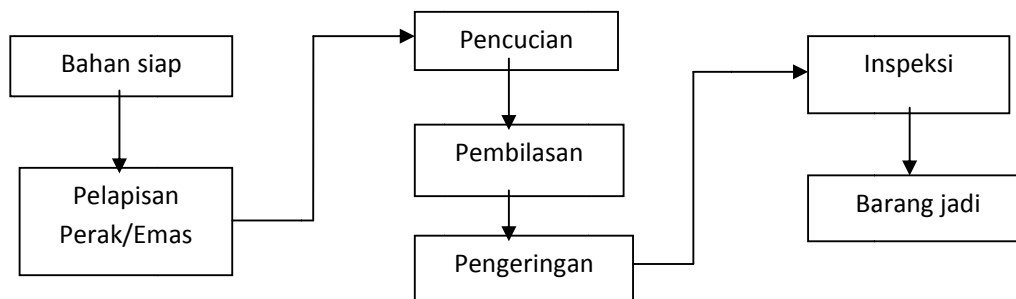 Bahan siap
Pelapisan
Perak/Emas
Pencucian
Pembilasan
Pengeringan
Inspeksi
Barang jadi